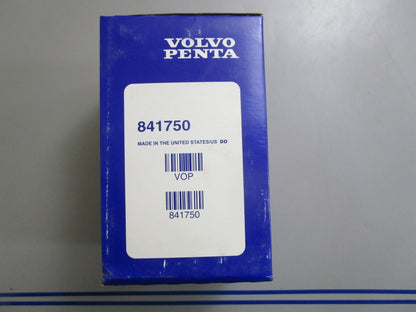 VOLVO
PENTA
841750
MADE IN THE UNITED STATES/US DD
VOP
841750